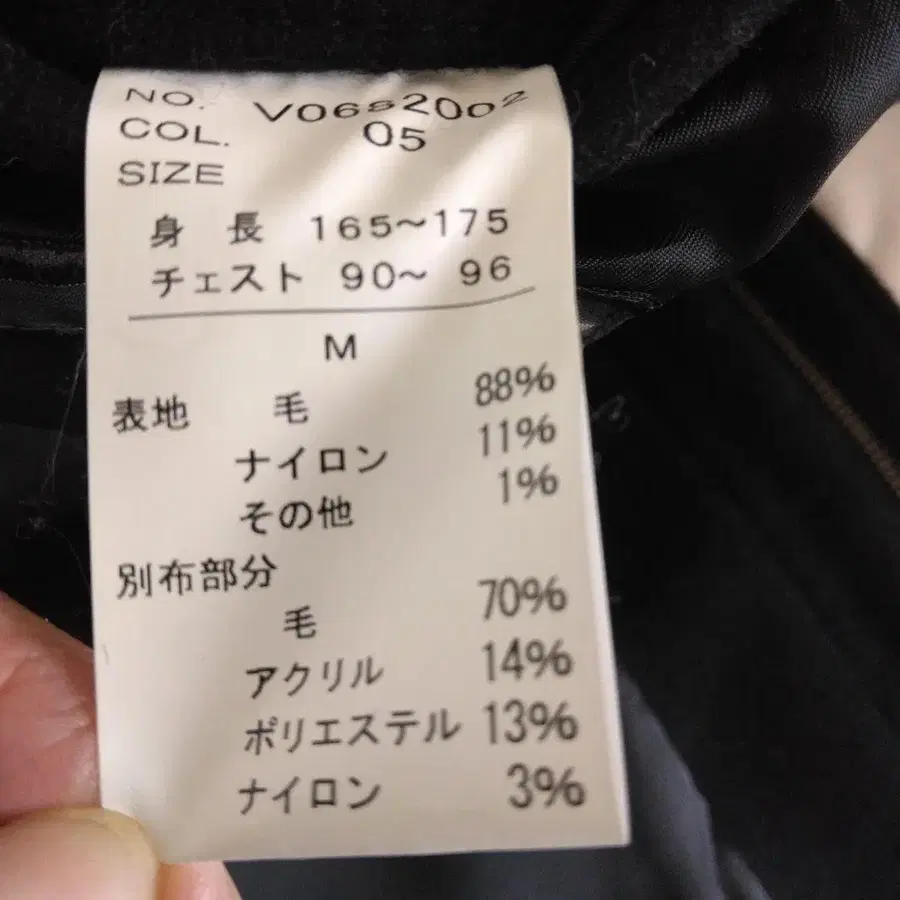 NO. V06S2002
COL. 05
SIZE
身 長 165～175
チェスト 90～ 96
M
表地 毛 88%
ナイロン 11%
その他 1%
別布部分
毛 70%
アクリル 14%
ポリエステル 13%
ナイロン 3%